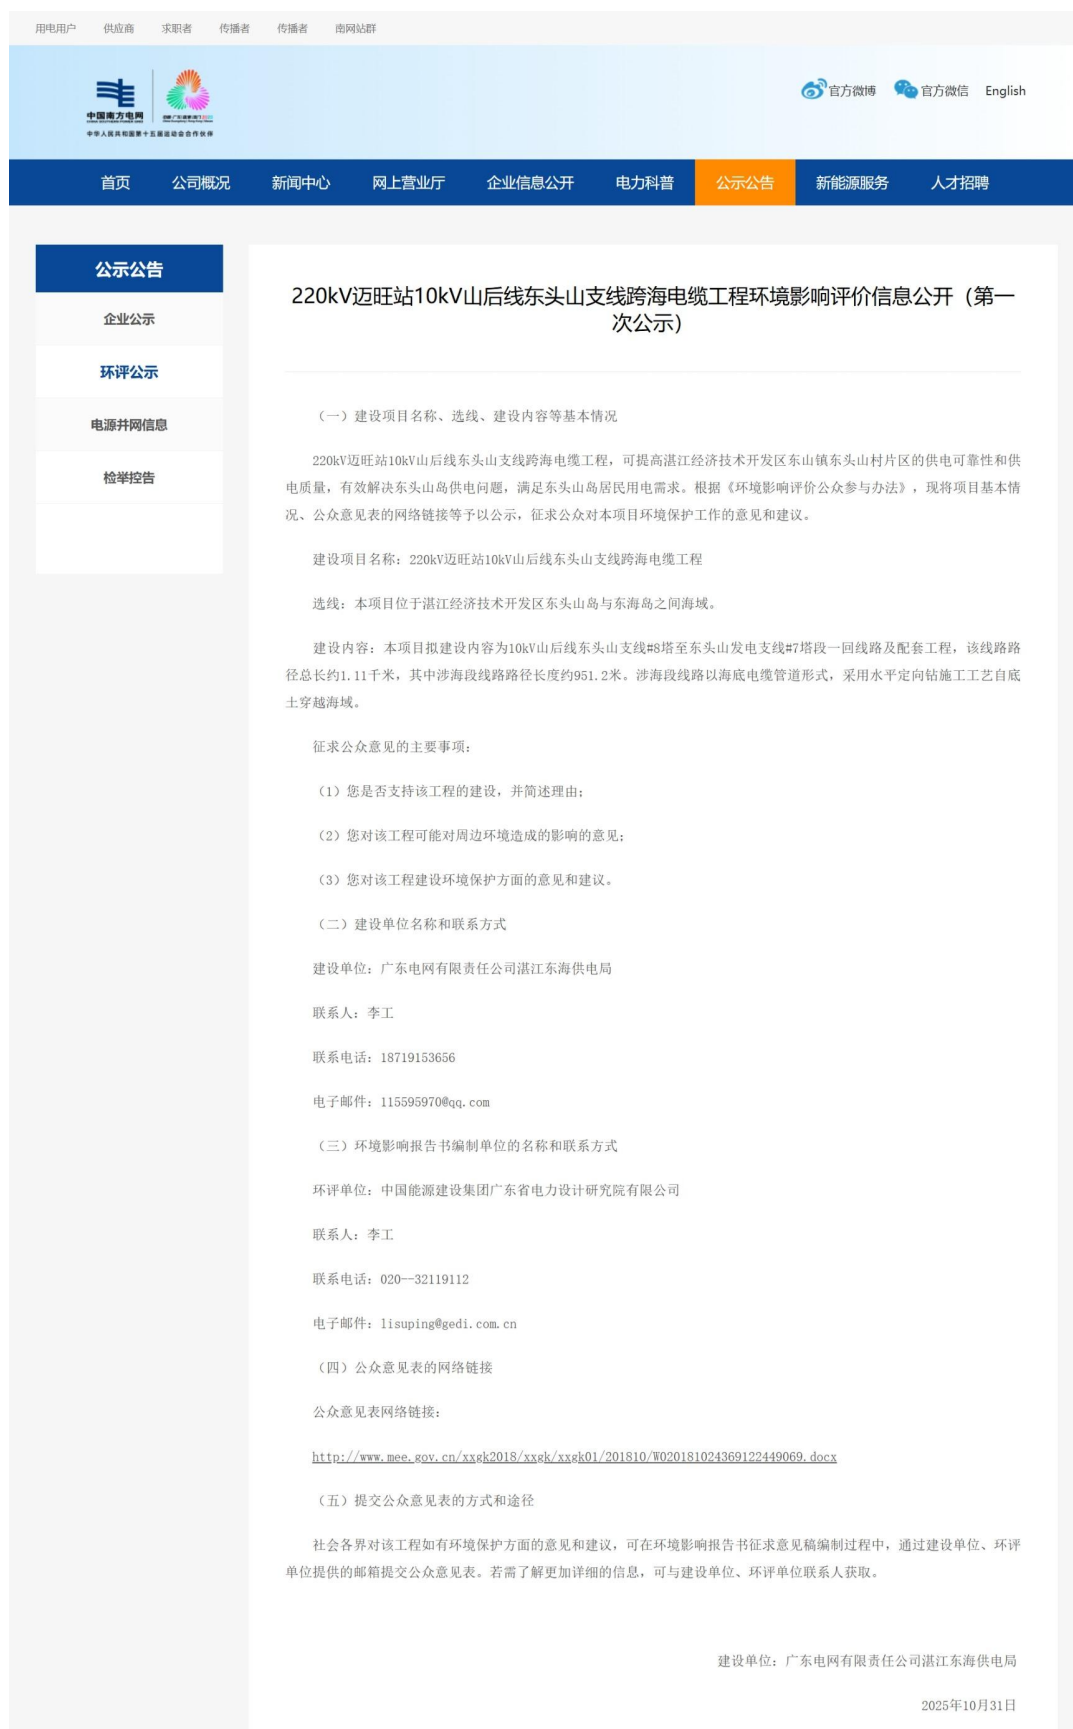 用电用户 供应商 求职者 传播者 传播者 南网站群
中国南方电网
中华人民共和国第十五届运动会合作伙伴
官方微博 官方微信 English
首页 公司概况 新闻中心 网上营业厅 企业信息公开 电力科普 公示公告 新能源服务 人才招聘
公示公告
企业公示
环评公示
电源并网信息
检举控告
220kV迈旺站10kV山后线东头山支线跨海电缆工程环境影响评价信息公开（第一
次公示）
（一）建设项目名称、选线、建设内容等基本情况
220kV迈旺站10kV山后线东头山支线跨海电缆工程，可提高湛江经济技术开发区东山镇东头山村片区的供电可靠性和供
电质量，有效解决东头山岛供电问题，满足东头山岛居民用电需求。根据《环境影响评价公众参与办法》，现将项目基本情
况、公众意见表的网络链接等予以公示，征求公众对本项目环境保护工作的意见和建议。
建设项目名称：220kV迈旺站10kV山后线东头山支线跨海电缆工程
选线：本项目位于湛江经济技术开发区东头山岛与东海岛之间海域。
建设内容：本项目拟建设内容为10kV山后线东头山支线#8塔至东头山发电支线#7塔段一回线路及配套工程，该线路路
径总长约1.11千米，其中涉海段线路路径长度约951.2米。涉海段线路以海底电缆管道形式，采用水平定向钻施工工艺自底
土穿越海域。
征求公众意见的主要事项：
（1）您是否支持该工程的建设，并简述理由；
（2）您对该工程可能对周边环境造成的影响的意见；
（3）您对该工程建设环境保护方面的意见和建议。
（二）建设单位名称和联系方式
建设单位：广东电网有限责任公司湛江东海供电局
联系人：李工
联系电话：18719153656
电子邮件：115595970@qq.com
（三）环境影响报告书编制单位的名称和联系方式
环评单位：中国能源建设集团广东省电力设计研究院有限公司
联系人：李工
联系电话：020--32119112
电子邮件：lisuping@gedi.com.cn
（四）公众意见表的网络链接
公众意见表网络链接：
http://www.mee.gov.cn/xxgk2018/xxgk/xxgk01/201810/W020181024369122449069.docx
（五）提交公众意见表的方式和途径
社会各界对该工程如有环境保护方面的意见和建议，可在环境影响报告书征求意见稿编制过程中，通过建设单位、环评
单位提供的邮箱提交公众意见表。若需了解更加详细的信息，可与建设单位、环评单位联系人获取。
建设单位：广东电网有限责任公司湛江东海供电局
2025年10月31日